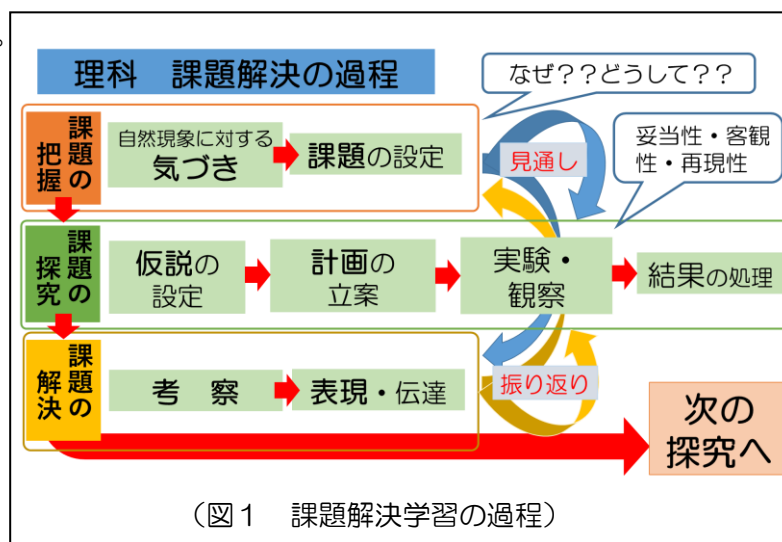 。
理科 課題解決の過程
なぜ？？どうして？？
課題の
把握
自然現象に対する
気づき
課題の設定
見通し
妥当性・客観
性・再現性
課題の
探究
仮説の
設定
計画の
立案
実験・
観察
結果の処理
課題の
解決
考 察
表現・伝達
振り返り
次の
探究へ
（図１ 課題解決学習の過程）